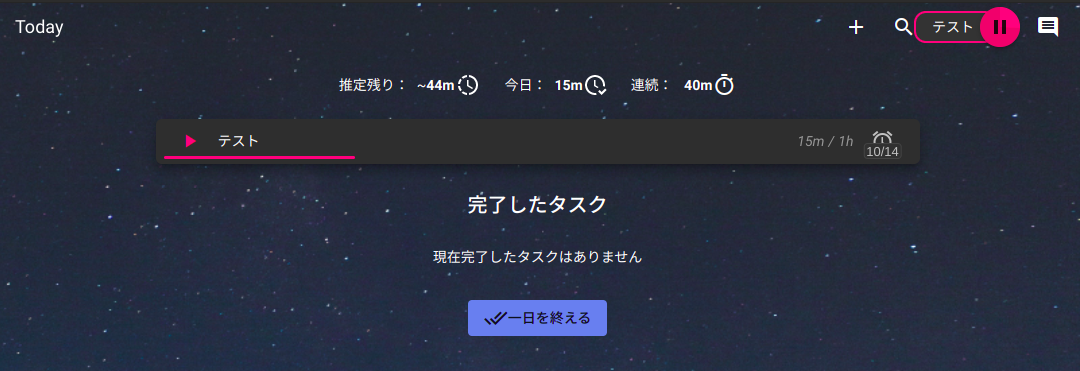 Today
テスト
推定残り： ~44m 今日： 15m 連続： 40m
テスト 15m / 1h 10/14
完了したタスク
現在完了したタスクはありません
一日を終える